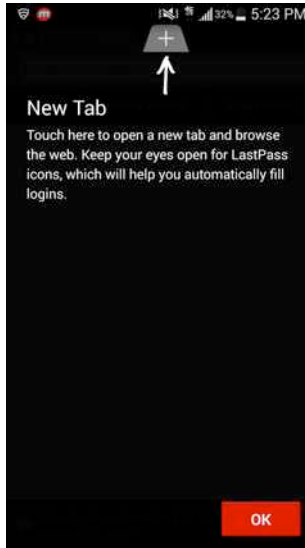 32% 5:23 PM
+
New Tab
Touch here to open a new tab and browse
the web. Keep your eyes open for LastPass
icons, which will help you automatically fill
logins.
OK